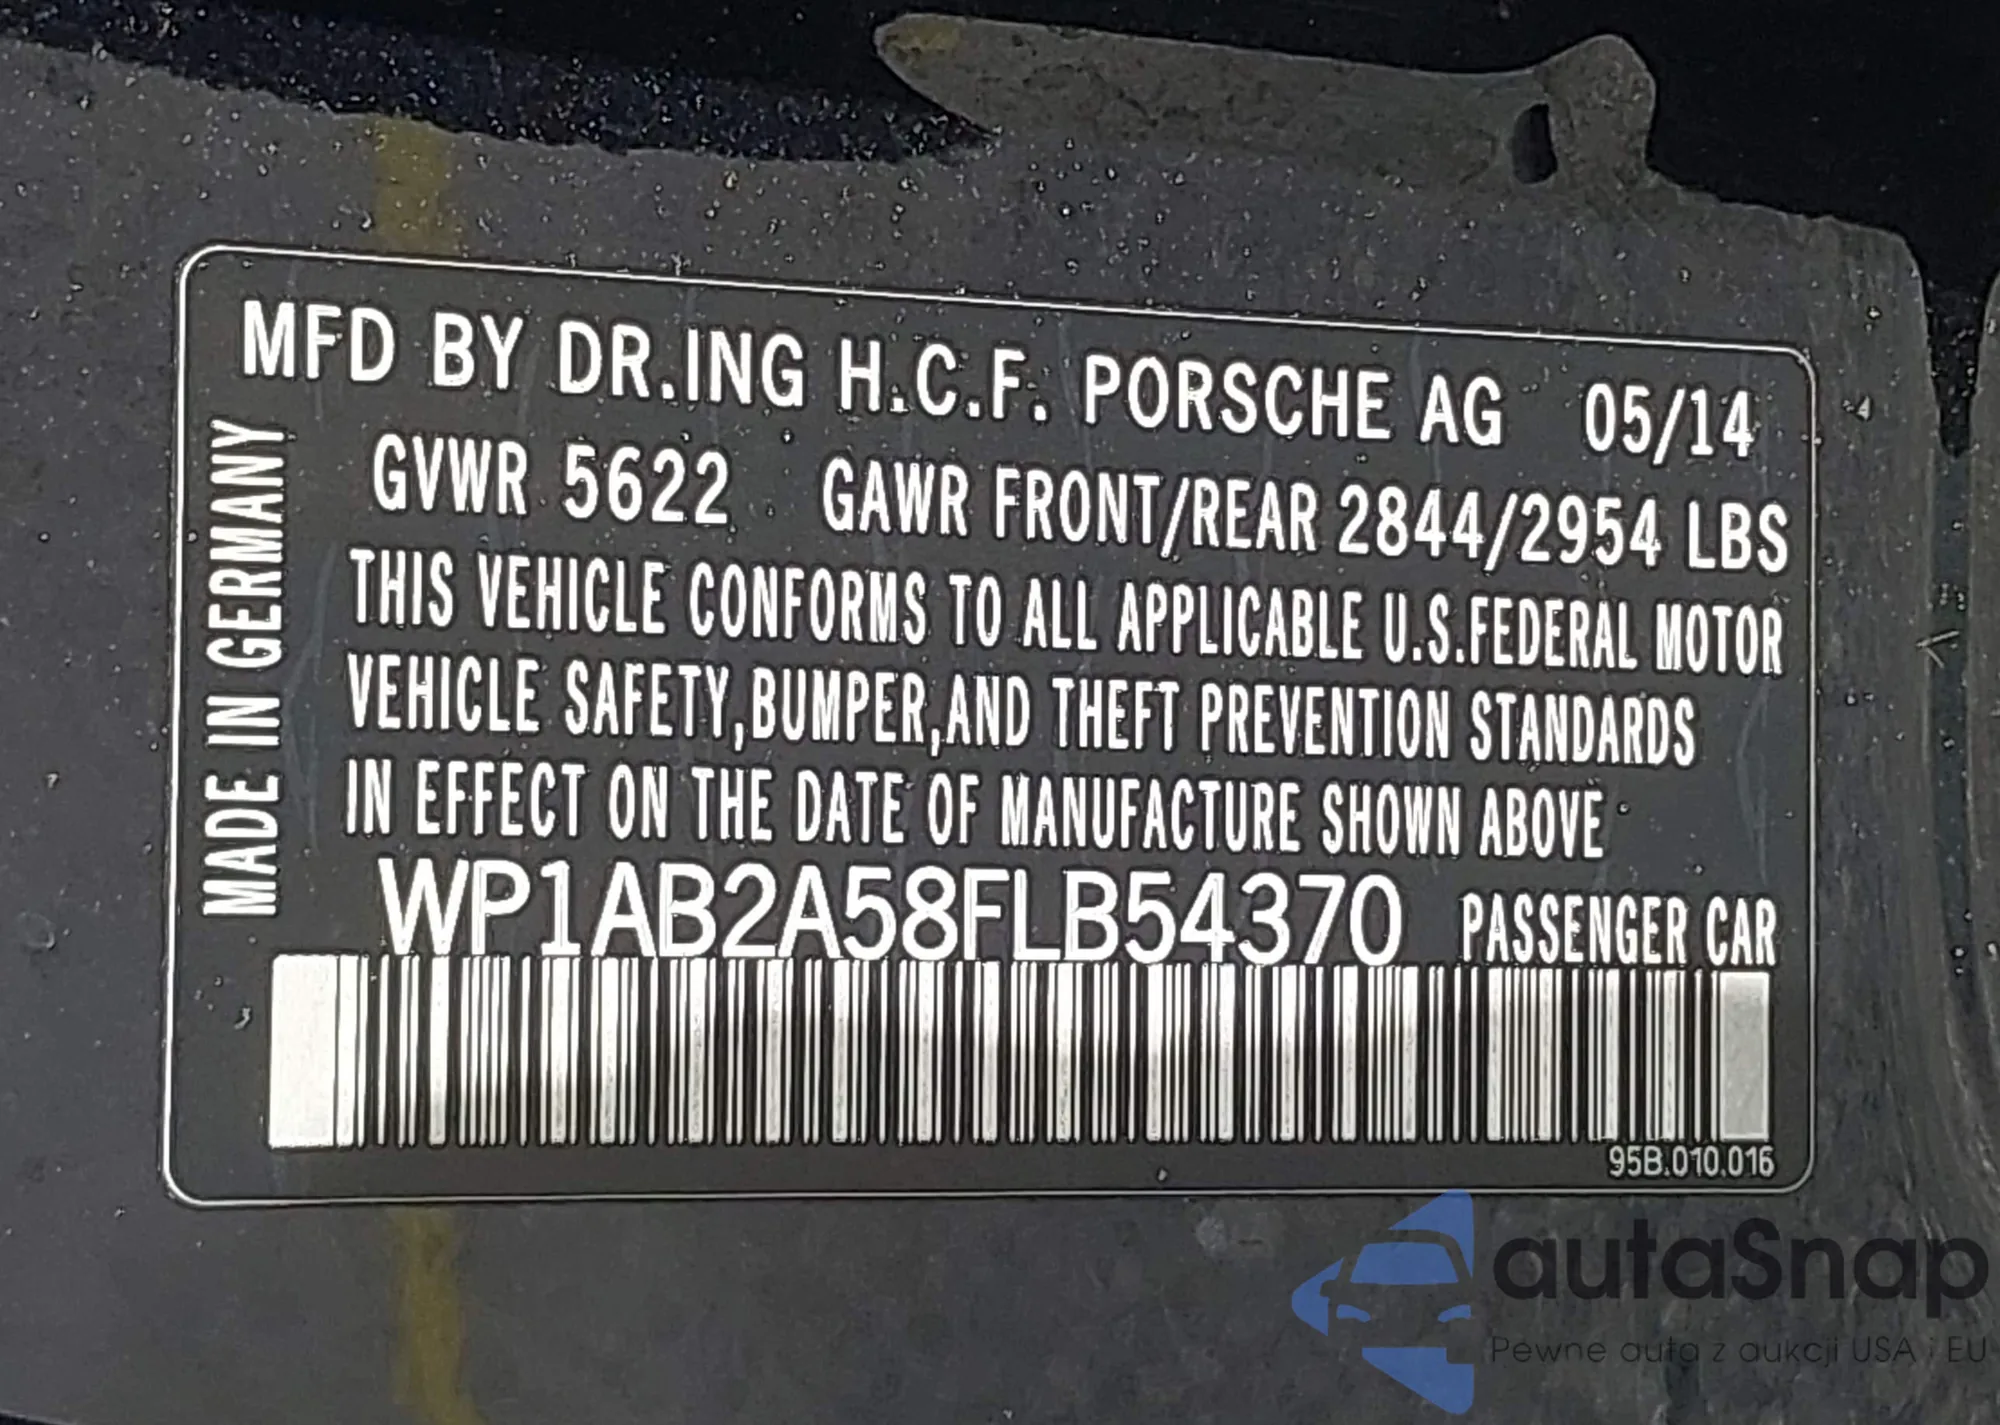 MFD BY DR.ING H.C.F. PORSCHE AG 05/14
GVWR 5622 GAWR FRONT/REAR 2844/2954 LBS
THIS VEHICLE CONFORMS TO ALL APPLICABLE U.S.FEDERAL MOTOR
VEHICLE SAFETY,BUMPER,AND THEFT PREVENTION STANDARDS
IN EFFECT ON THE DATE OF MANUFACTURE SHOWN ABOVE
WP1AB2A58FLB54370 PASSENGER CAR
95B.010.016
MADE IN GERMANY
autaSnap
Pewne auta z aukcji USA i EU